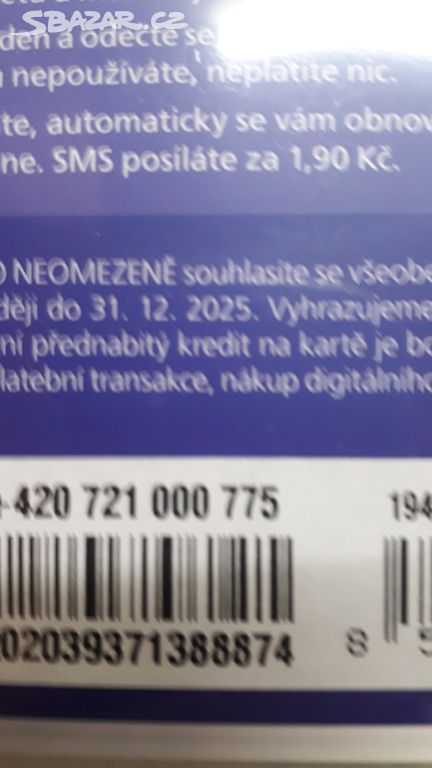 SBAZAR.CZ
den a odečte se
nepoužíváte, neplatíte nic.
te, automaticky se vám obnov
ne. SMS posíláte za 1,90 Kč.
O NEOMEZENĚ souhlasíte se všeobe
ději do 31. 12. 2025. Vyhrazujeme
ní přednabitý kredit na kartě je bo
latební transakce, nákup digitálního
420 721 000 775
194
02039371388874
8 5